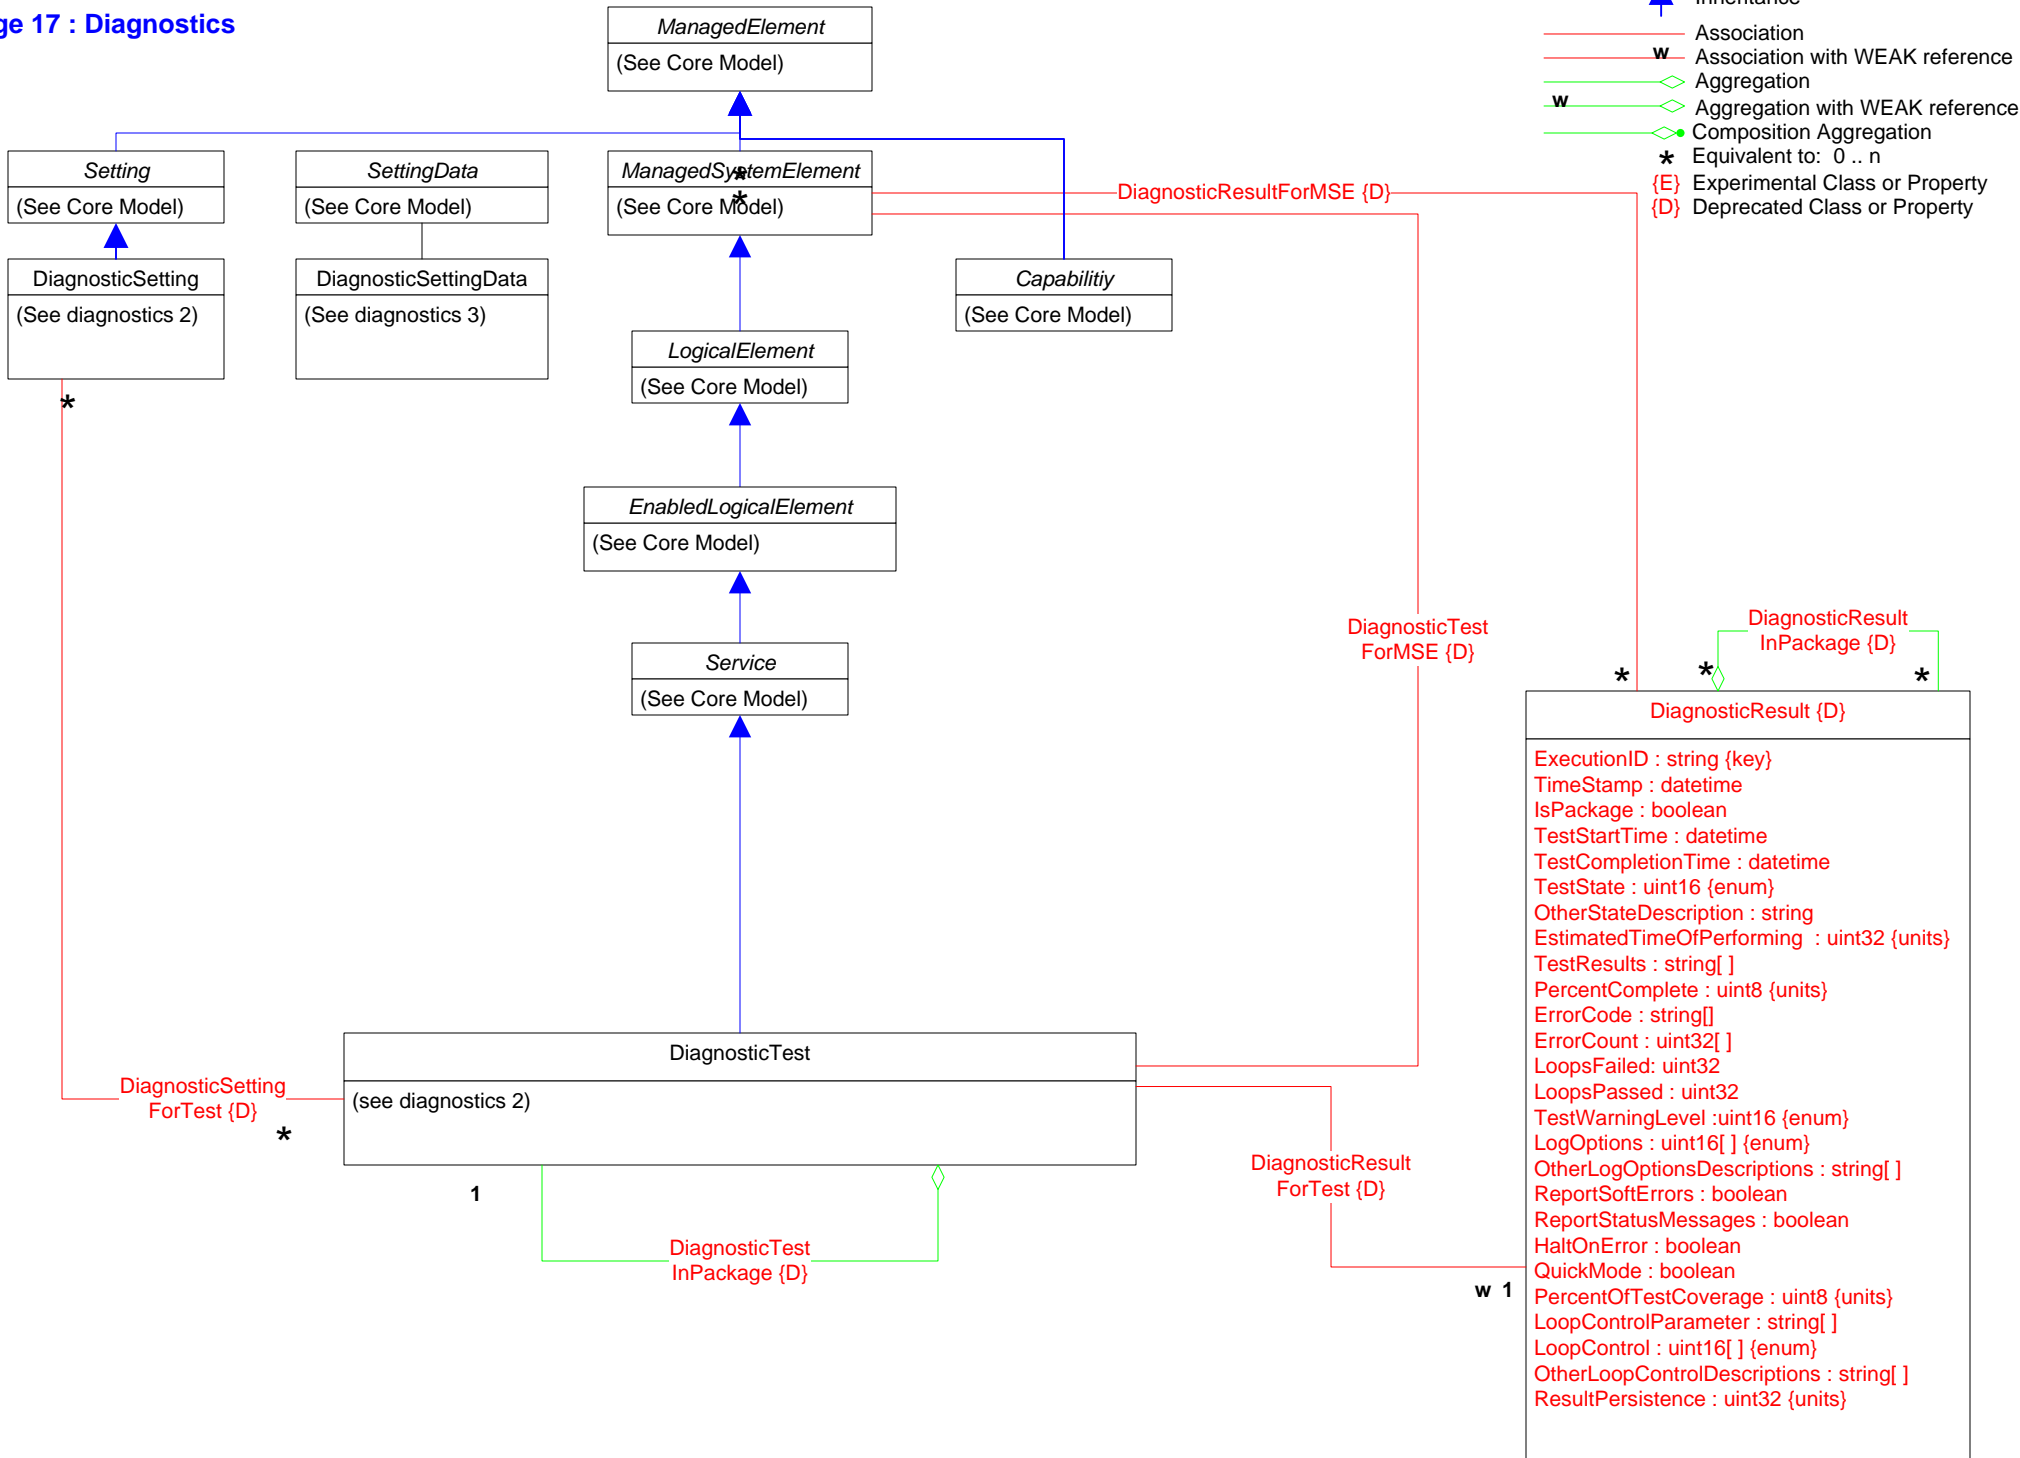 ge 17 : Diagnostics
Inheritance
Association
w
Association with WEAK reference
Aggregation
w
Aggregation with WEAK reference
Composition Aggregation
* Equivalent to: 0 .. n
{E} Experimental Class or Property
{D} Deprecated Class or Property
ManagedElement
(See Core Model)
Setting
(See Core Model)
SettingData
(See Core Model)
ManagedSystemElement
*
*
(See Core Model)
DiagnosticResultForMSE {D}
DiagnosticSetting
(See diagnostics 2)
*
DiagnosticSettingData
(See diagnostics 3)
Capabilitiy
(See Core Model)
LogicalElement
(See Core Model)
EnabledLogicalElement
(See Core Model)
Service
(See Core Model)
DiagnosticTest
ForMSE {D}
DiagnosticResult
InPackage {D}
*
*
*
DiagnosticResult {D}
ExecutionID : string {key}
TimeStamp : datetime
IsPackage : boolean
TestStartTime : datetime
TestCompletionTime : datetime
TestState : uint16 {enum}
OtherStateDescription : string
EstimatedTimeOfPerforming : uint32 {units}
TestResults : string[ ]
PercentComplete : uint8 {units}
ErrorCode : string[]
ErrorCount : uint32[ ]
LoopsFailed: uint32
LoopsPassed : uint32
TestWarningLevel :uint16 {enum}
LogOptions : uint16[ ] {enum}
OtherLogOptionsDescriptions : string[ ]
ReportSoftErrors : boolean
ReportStatusMessages : boolean
HaltOnError : boolean
QuickMode : boolean
PercentOfTestCoverage : uint8 {units}
LoopControlParameter : string[ ]
LoopControl : uint16[ ] {enum}
OtherLoopControlDescriptions : string[ ]
ResultPersistence : uint32 {units}
DiagnosticTest
(see diagnostics 2)
DiagnosticSetting
ForTest {D}
*
1
DiagnosticTest
InPackage {D}
DiagnosticResult
ForTest {D}
w 1